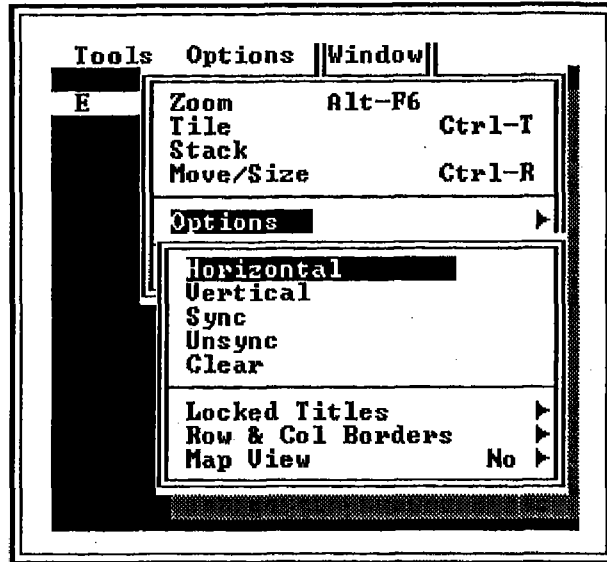 Tools Options Window
E
Zoom Alt-F6
Tile Ctrl-T
Stack
Move/Size Ctrl-R
Options
Horizontal
Vertical
Sync
Unsync
Clear
Locked Titles
Row & Col Borders
Map View No